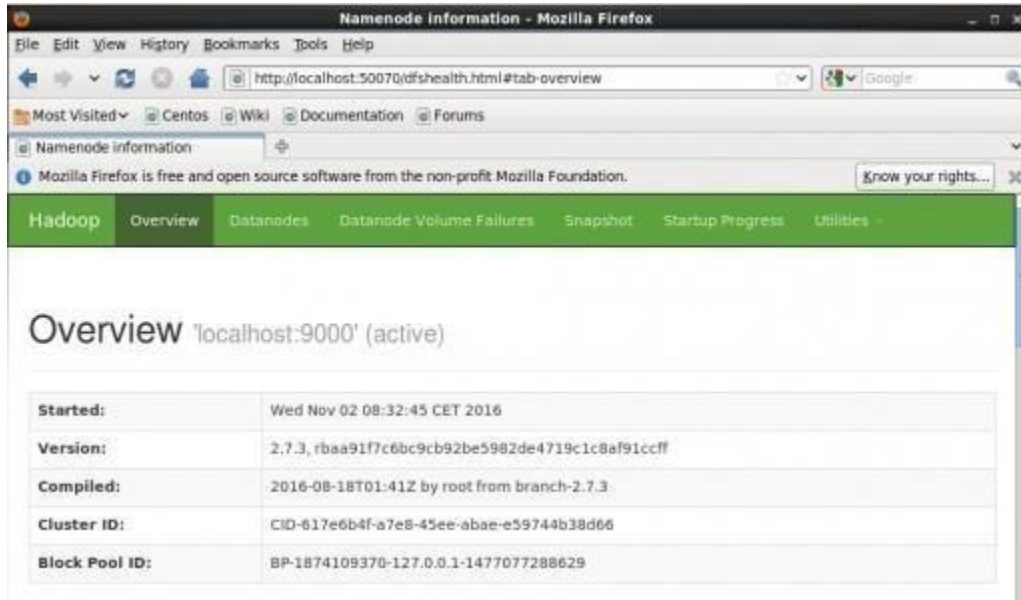 Namenode information - Mozilla Firefox
File Edit View History Bookmarks Tools Help
http://localhost:50070/dfshealth.html#tab-overview Google
Most Visited Centos Wiki Documentation Forums
Namenode information
Mozilla Firefox is free and open source software from the non-profit Mozilla Foundation. Know your rights...
Hadoop Overview Datanodes Datanode Volume Failures Snapshot Startup Progress Utilities
Overview 'localhost:9000' (active)
Started: Wed Nov 02 08:32:45 CET 2016
Version: 2.7.3, rbaa91f7c6bc9cb92be5982de4719c1c8af91ccff
Compiled: 2016-08-18T01:41Z by root from branch-2.7.3
Cluster ID: CID-617e6b4f-a7e8-45ee-abae-e59744b38d66
Block Pool ID: BP-1874109370-127.0.0.1-1477077288629